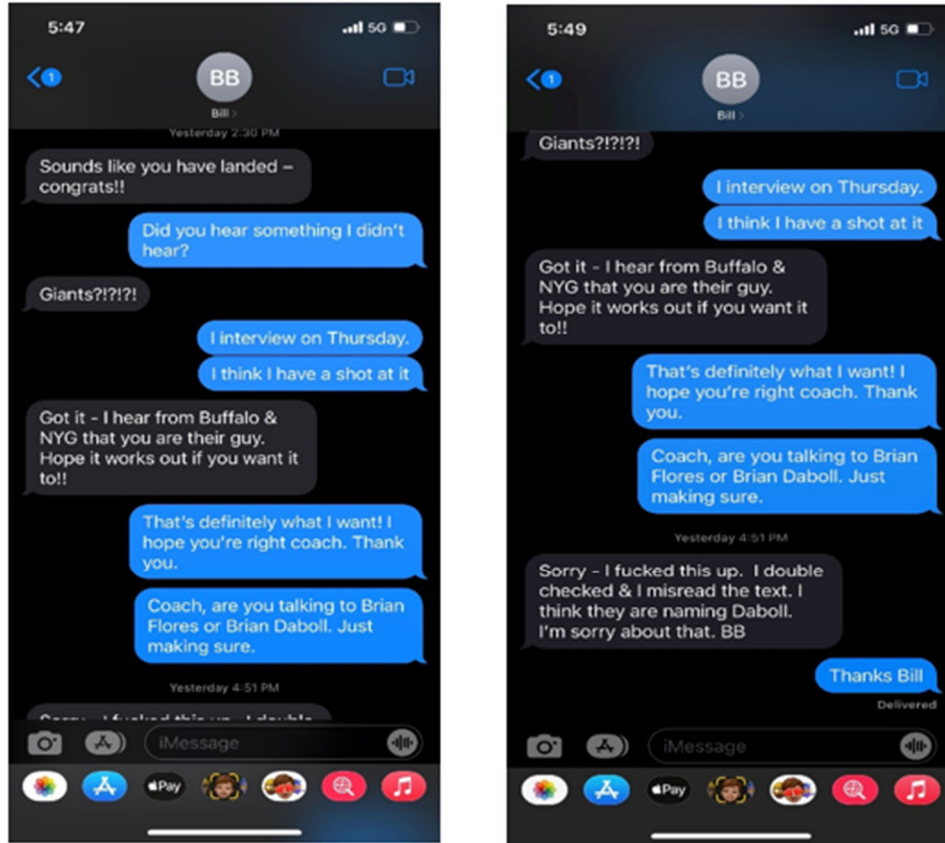 5:47
5G
1
BB
Bill
Yesterday 2:30 PM
Sounds like you have landed –
congrats!!
Did you hear something I didn't
hear?
Giants?!?!?!
I interview on Thursday.
I think I have a shot at it
Got it - I hear from Buffalo &
NYG that you are their guy.
Hope it works out if you want it
to!!
That's definitely what I want! I
hope you're right coach. Thank
you.
Coach, are you talking to Brian
Flores or Brian Daboll. Just
making sure.
Yesterday 4:51 PM
iMessage
Pay
5:49
5G
1
BB
Bill
Giants?!?!?!
I interview on Thursday.
I think I have a shot at it
Got it - I hear from Buffalo &
NYG that you are their guy.
Hope it works out if you want it
to!!
That's definitely what I want! I
hope you're right coach. Thank
you.
Coach, are you talking to Brian
Flores or Brian Daboll. Just
making sure.
Yesterday 4:51 PM
Sorry - I fucked this up. I double
checked & I misread the text. I
think they are naming Daboll.
I'm sorry about that. BB
Thanks Bill
Delivered
iMessage
Pay